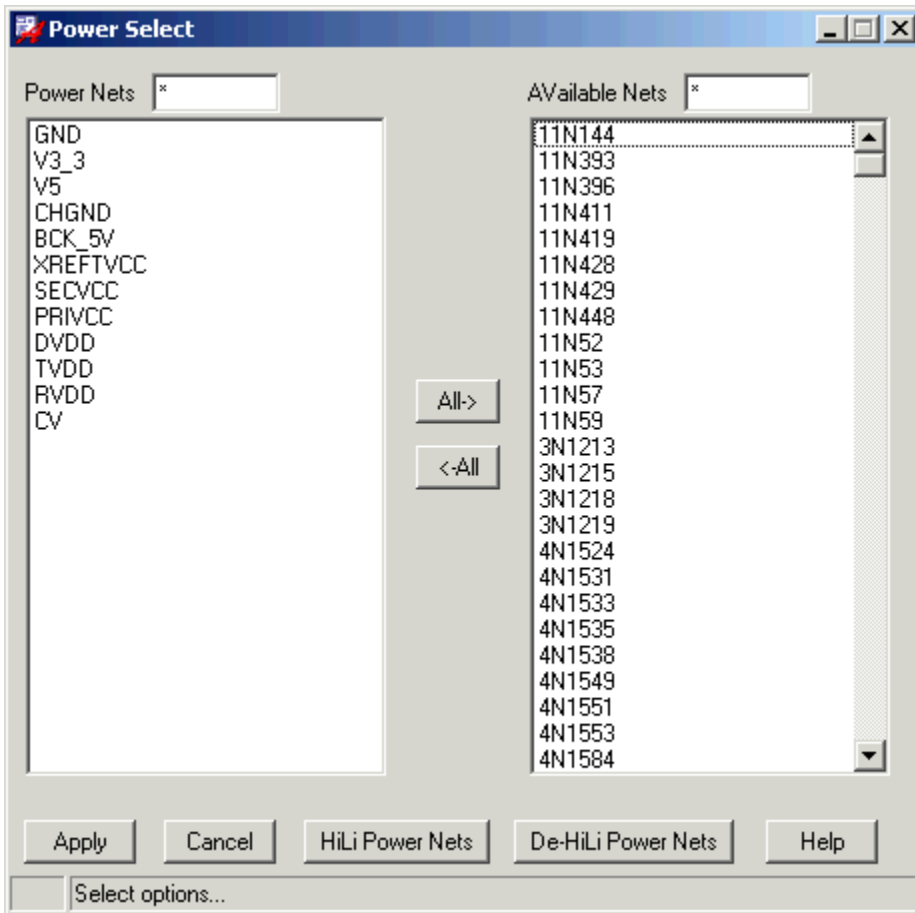 Power Select
Power Nets *
AVailable Nets *
GND
V3_3
V5
CHGND
BCK_5V
XREFTVCC
SECVCC
PRIVCC
DVDD
TVDD
RVDD
CV
All->
<-All
11N144
11N393
11N396
11N411
11N419
11N428
11N429
11N448
11N52
11N53
11N57
11N59
3N1213
3N1215
3N1218
3N1219
4N1524
4N1531
4N1533
4N1535
4N1538
4N1549
4N1551
4N1553
4N1584
Apply
Cancel
HiLi Power Nets
De-HiLi Power Nets
Help
Select options...